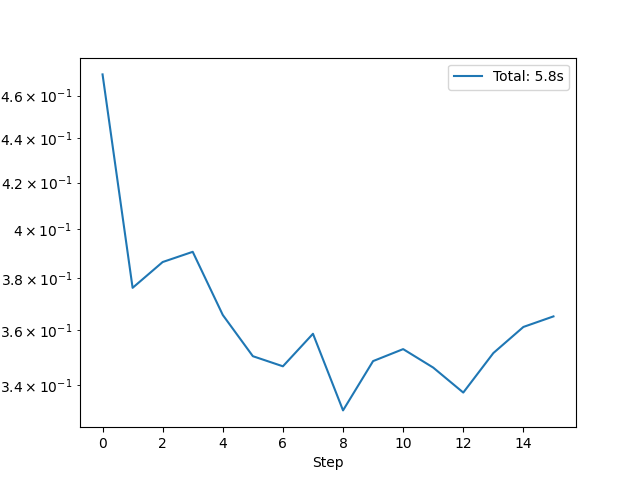 Total: 5.8s
4.6 × 10⁻¹
4.4 × 10⁻¹
4.2 × 10⁻¹
4 × 10⁻¹
3.8 × 10⁻¹
3.6 × 10⁻¹
3.4 × 10⁻¹
0 2 4 6 8 10 12 14
Step